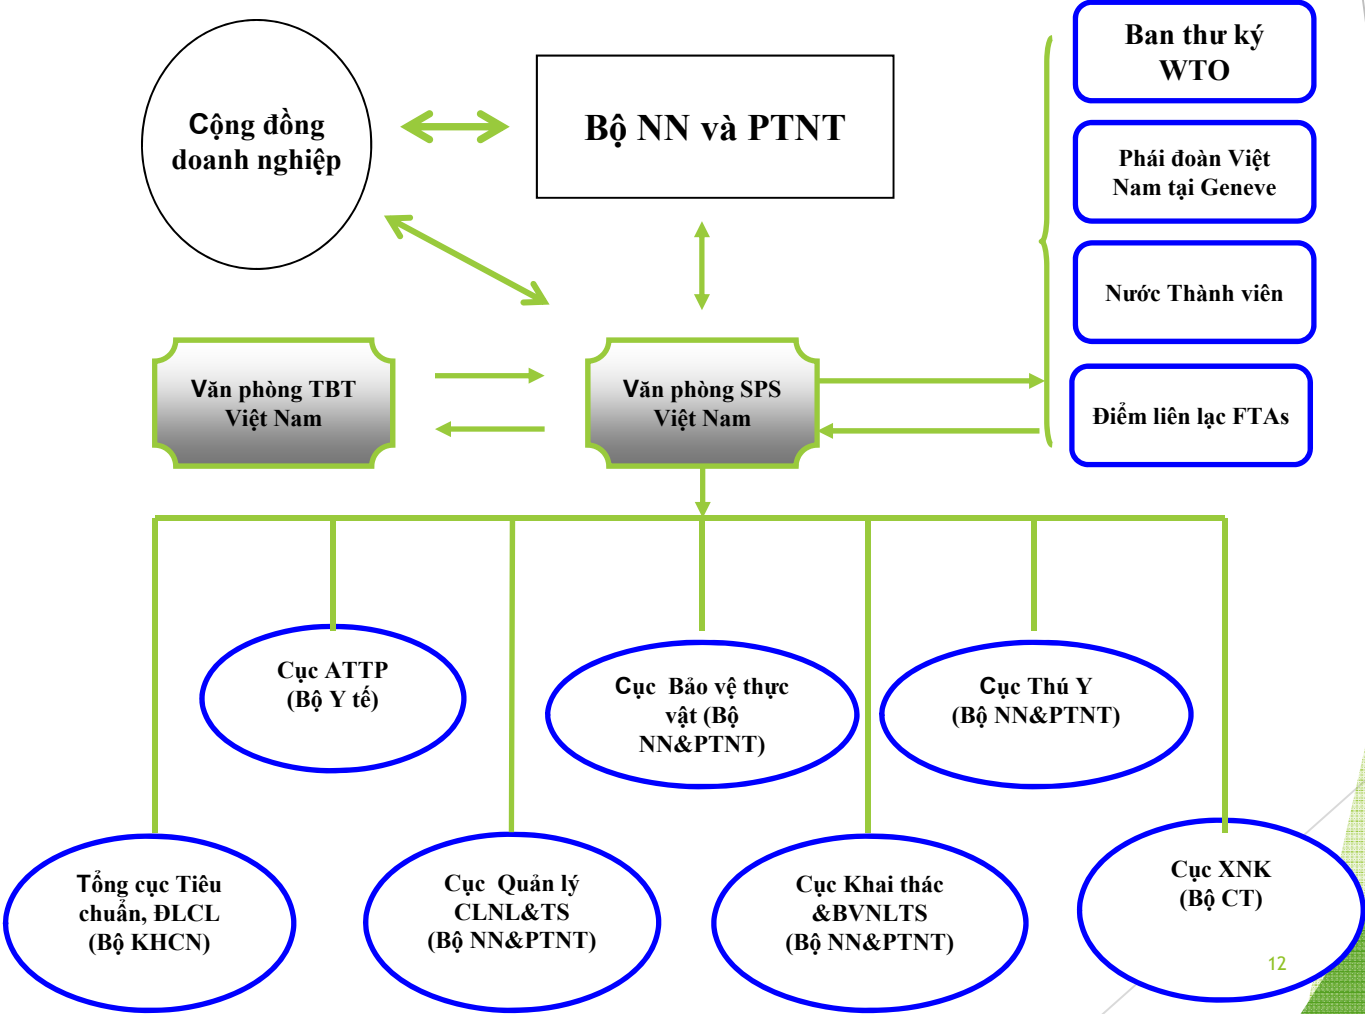 Cộng đồng
doanh nghiệp
Bộ NN và PTNT
Ban thư ký
WTO
Phái đoàn Việt
Nam tại Geneve
Nước Thành viên
Điểm liên lạc FTAs
Văn phòng TBT
Việt Nam
Văn phòng SPS
Việt Nam
Cục ATTP
(Bộ Y tế)
Cục Bảo vệ thực
vật (Bộ
NN&PTNT)
Cục Thú Y
(Bộ NN&PTNT)
Tổng cục Tiêu
chuẩn, ĐLCL
(Bộ KHCN)
Cục Quản lý
CLNL&TS
(Bộ NN&PTNT)
Cục Khai thác
&BVNLTS
(Bộ NN&PTNT)
Cục XNK
(Bộ CT)
12